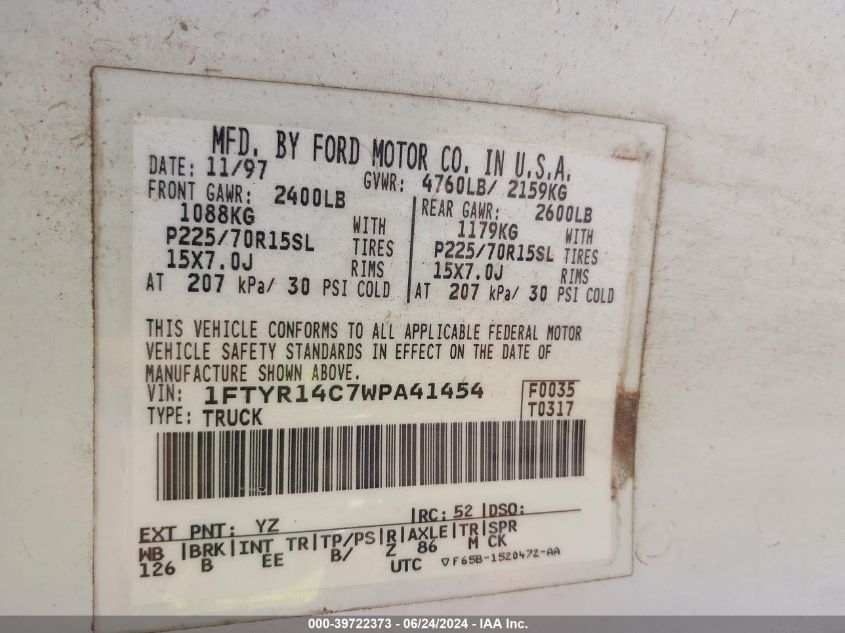 MFD. BY FORD MOTOR CO. IN U.S.A.
DATE: 11/97 GVWR: 4760LB/ 2159KG
FRONT GAWR: 2400LB
1088KG WITH
P225/70R15SL TIRES
15X7.0J RIMS
AT 207 kPa/ 30 PSI COLD
REAR GAWR: 2600LB
1179KG WITH
P225/70R15SL TIRES
15X7.0J RIMS
AT 207 kPa/ 30 PSI COLD
THIS VEHICLE CONFORMS TO ALL APPLICABLE FEDERAL MOTOR
VEHICLE SAFETY STANDARDS IN EFFECT ON THE DATE OF
MANUFACTURE SHOWN ABOVE.
VIN: 1FTYR14C7WPA41454 F0035
TYPE: TRUCK T0317
EXT PNT: YZ |RC: 52 |DSO:
WB |BRK|INT TR|TP/PS|R|AXLE|TR|SPR
126 B EE B/ Z 86 M CK
UTC ▽F65B-1520472-AA
000-39722373 - 06/24/2024 - IAA Inc.